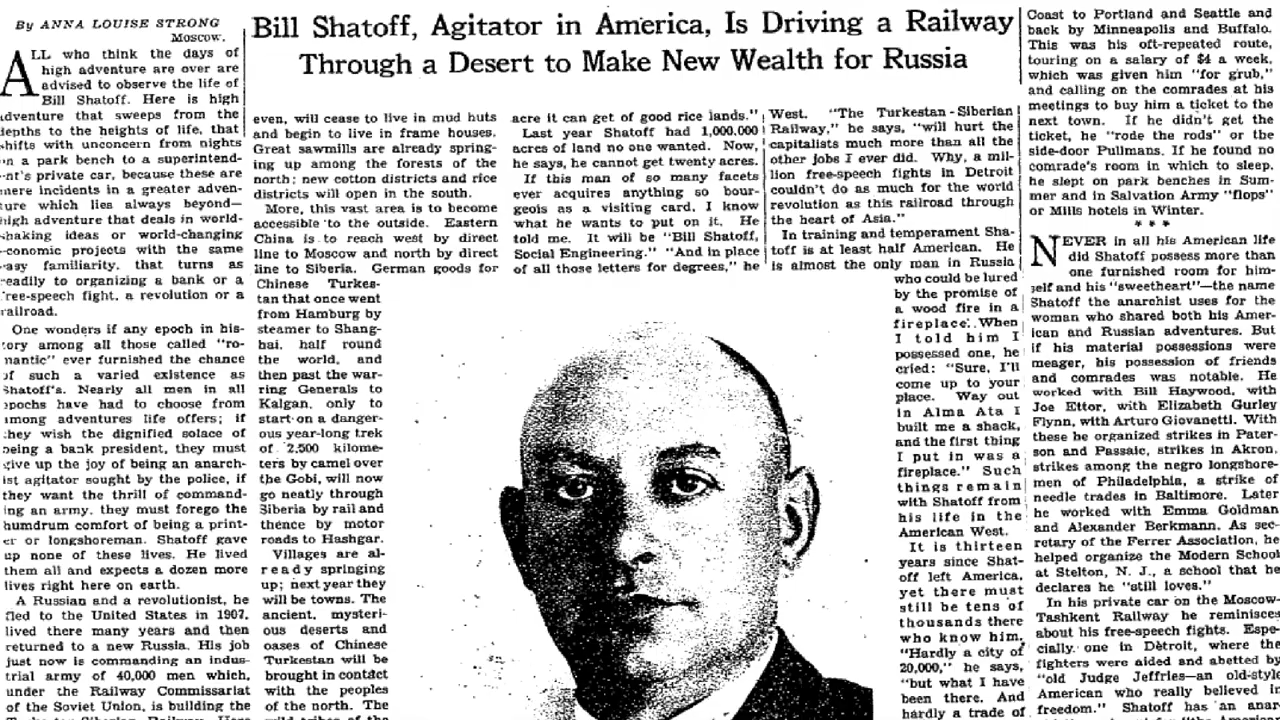 By ANNA LOUISE STRONG
Moscow.
ALL who think the days of
high adventure are over are
advised to observe the life of
Bill Shatoff. Here is high
dventure that sweeps from the
depths to the heights of life, that
shifts with unconcern from nights
on a park bench to a superintend-
nt's private car, because these are
mere incidents in a greater adven-
ture which lies always beyond—
high adventure that deals in world-
shaking ideas or world-changing
economic projects with the same
easy familiarity, that turns as
readily to organizing a bank or a
free-speech fight, a revolution or a
railroad.
One wonders if any epoch in his-
tory among all those called "ro-
mantic" ever furnished the chance
of such a varied existence as
Shatoff's. Nearly all men in all
epochs have had to choose from
among adventures life offers; if
they wish the dignified solace of
being a bank president, they must
give up the joy of being an anarch-
ist agitator sought by the police, if
they want the thrill of command-
ing an army, they must forego the
humdrum comfort of being a print-
er or longshoreman. Shatoff gave
up none of these lives. He lived
them all and expects a dozen more
lives right here on earth.
A Russian and a revolutionist, he
fled to the United States in 1907,
lived there many years and then
returned to a new Russia. His job
just now is commanding an indus-
trial army of 40,000 men which,
under the Railway Commissariat
of the Soviet Union, is building the
Bill Shatoff, Agitator in America, Is Driving a Railway
Through a Desert to Make New Wealth for Russia
even, will cease to live in mud huts
and begin to live in frame houses.
Great sawmills are already spring-
ing up among the forests of the
north; new cotton districts and rice
districts will open in the south.
More, this vast area is to become
accessible to the outside. Eastern
China is to reach west by direct
line to Moscow and north by direct
line to Siberia. German goods for
Chinese Turkes-
tan that once went
from Hamburg by
steamer to Shang-
hai, half round
the world, and
then past the war-
ring Generals to
Kalgan, only to
start on a danger-
ous year-long trek
of 2,500 kilome-
ters by camel over
the Gobi, will now
go neatly through
Siberia by rail and
thence by motor
roads to Hashgar.
Villages are al-
ready springing
up; next year they
will be towns. The
ancient, mysteri-
ous deserts and
oases of Chinese
Turkestan will be
brought in contact
with the peoples
of the north. The
acre it can get of good rice lands."
Last year Shatoff had 1,000,000
acres of land no one wanted. Now,
he says, he cannot get twenty acres.
If this man of so many facets
ever acquires anything so bour-
geois as a visiting card, I know
what he wants to put on it. He
told me. It will be "Bill Shatoff,
Social Engineering." "And in place
of all those letters for degrees," he
West. "The Turkestan-Siberian
Railway," he says, "will hurt the
capitalists much more than all the
other jobs I ever did. Why, a mil-
lion free-speech fights in Detroit
couldn't do as much for the world
revolution as this railroad through
the heart of Asia."
In training and temperament Sha-
toff is at least half American. He
is almost the only man in Russia
who could be lured
by the promise of
a wood fire in a
fireplace. When
I told him I
possessed one, he
cried: "Sure, I'll
come up to your
place. Way out
in Alma Ata I
built me a shack,
and the first thing
I put in was a
fireplace." Such
things remain
with Shatoff from
his life in the
American West.
It is thirteen
years since Shat-
off left America,
yet there must
still be tens of
thousands there
who know him.
"Hardly a city of
20,000," he says,
"but what I have
been there. And
hardly a trade of
Coast to Portland and Seattle and
back by Minneapolis and Buffalo.
This was his oft-repeated route,
touring on a salary of $4 a week,
which was given him "for grub,"
and calling on the comrades at his
meetings to buy him a ticket to the
next town. If he didn't get the
ticket, he "rode the rods" or the
side-door Pullmans. If he found no
comrade's room in which to sleep,
he slept on park benches in Sum-
mer and in Salvation Army "flops"
or Mills hotels in Winter.
* * *
NEVER in all his American life
did Shatoff possess more than
one furnished room for him-
self and his "sweetheart"—the name
Shatoff the anarchist uses for the
woman who shared both his Amer-
ican and Russian adventures. But
if his material possessions were
meager, his possession of friends
and comrades was notable. He
worked with Bill Haywood, with
Joe Ettor, with Elizabeth Gurley
Flynn, with Arturo Giovanetti. With
these he organized strikes in Pater-
son and Passaic, strikes in Akron,
strikes among the negro longshore-
men of Philadelphia, a strike of
needle trades in Baltimore. Later
he worked with Emma Goldman
and Alexander Berkmann. As sec-
retary of the Ferrer Association, he
helped organize the Modern School
at Stelton, N. J., a school that he
declares he "still loves."
In his private car on the Moscow-
Tashkent Railway he reminisces
about his free-speech fights. Espe-
cially one in Detroit, where the
fighters were aided and abetted by
"old Judge Jeffries—an old-style
American who really believed in
freedom." Shatoff has an anar